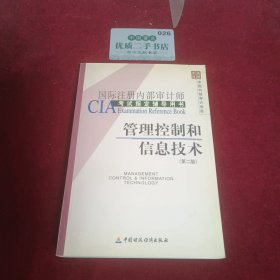 026
优质二手书店
国际注册内部审计师
CIA 考试指定辅导用书
Examination Reference Book
管理控制和
信息技术
(第二版)
MANAGEMENT
CONTROL & INFORMATION
TECHNOLOGY
中国财政经济出版社